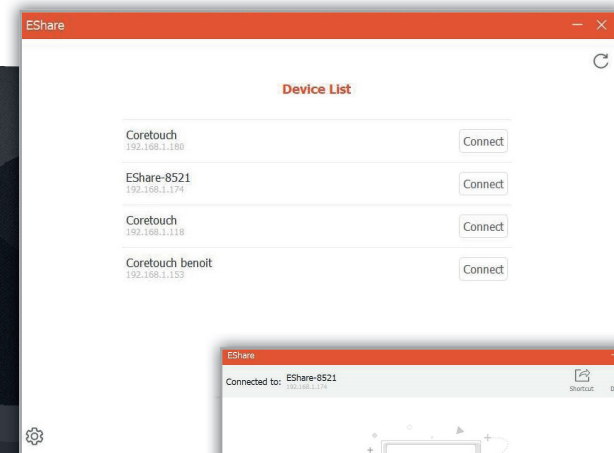 EShare
Device List
Coretouch
192.168.1.180
Connect
EShare-8521
192.168.1.174
Connect
Coretouch
192.168.1.118
Connect
Coretouch benoit
192.168.1.153
Connect
EShare
Connected to: EShare-8521
192.168.1.174
Shortcut